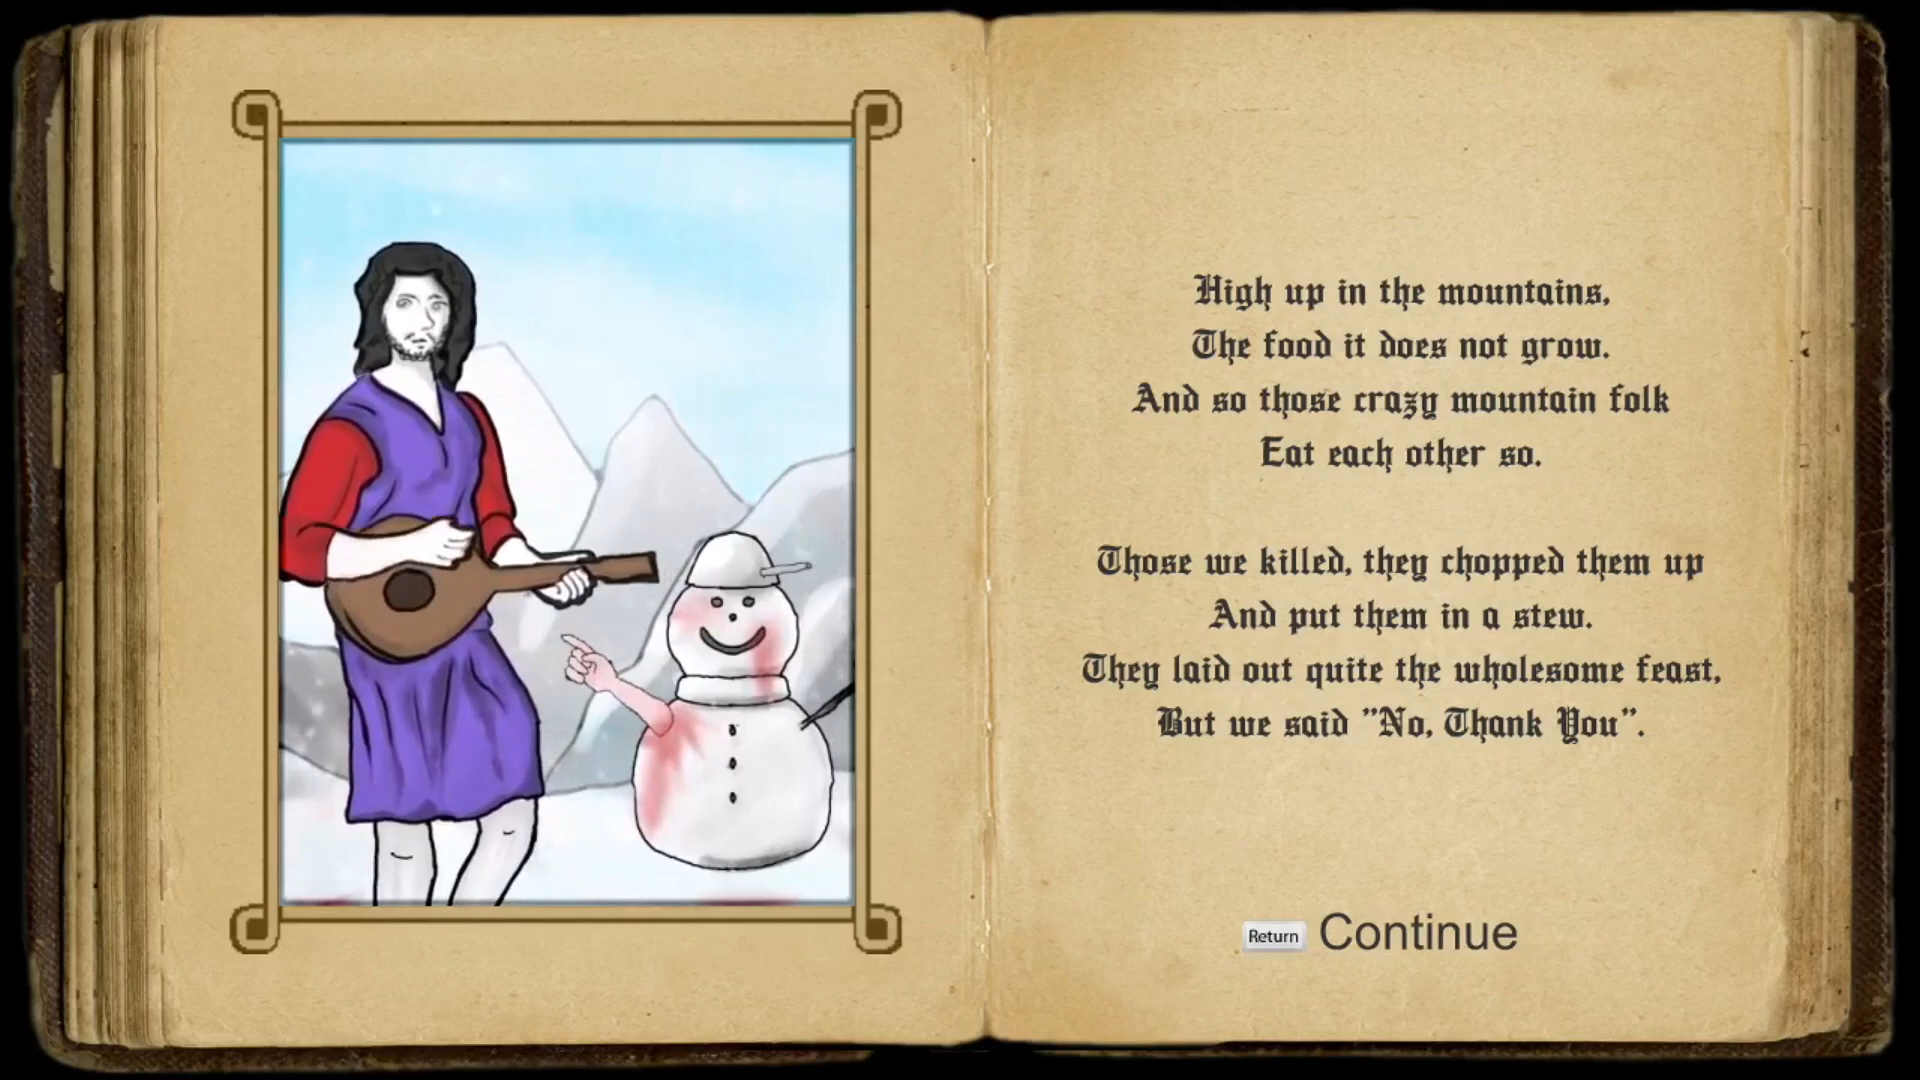 High up in the mountains,
The food it does not grow.
And so those crazy mountain folk
Eat each other so.
Those we killed, they chopped them up
And put them in a stew.
They laid out quite the wholesome feast,
But we said "No, Thank You".
Return Continue